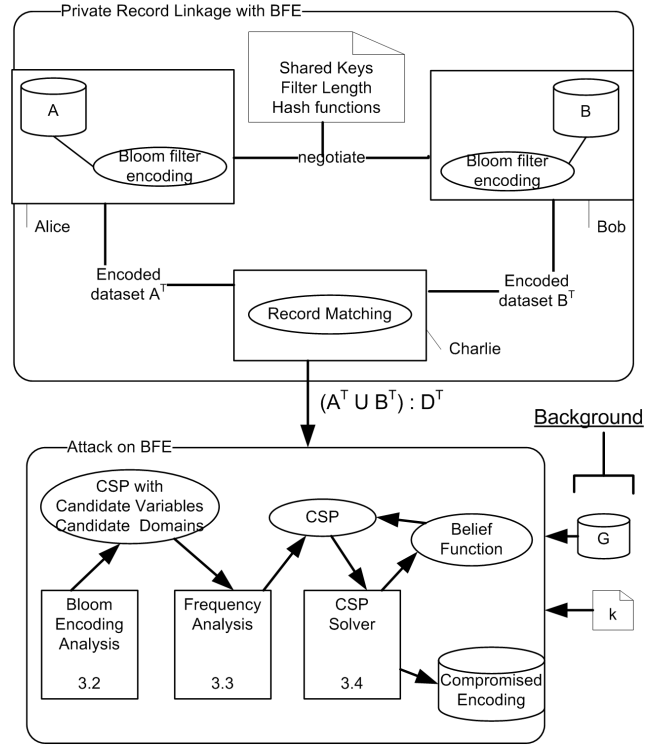 Private Record Linkage with BFE
Shared Keys
Filter Length
Hash functions
A
B
Bloom filter
encoding
negotiate
Bloom filter
encoding
Alice
Bob
Encoded
dataset A^T
Encoded
dataset B^T
Record Matching
Charlie
(A^T U B^T) : D^T
Background
Attack on BFE
CSP with
Candidate Variables
Candidate Domains
CSP
Belief
Function
G
k
Bloom
Encoding
Analysis
3.2
Frequency
Analysis
3.3
CSP
Solver
3.4
Compromised
Encoding